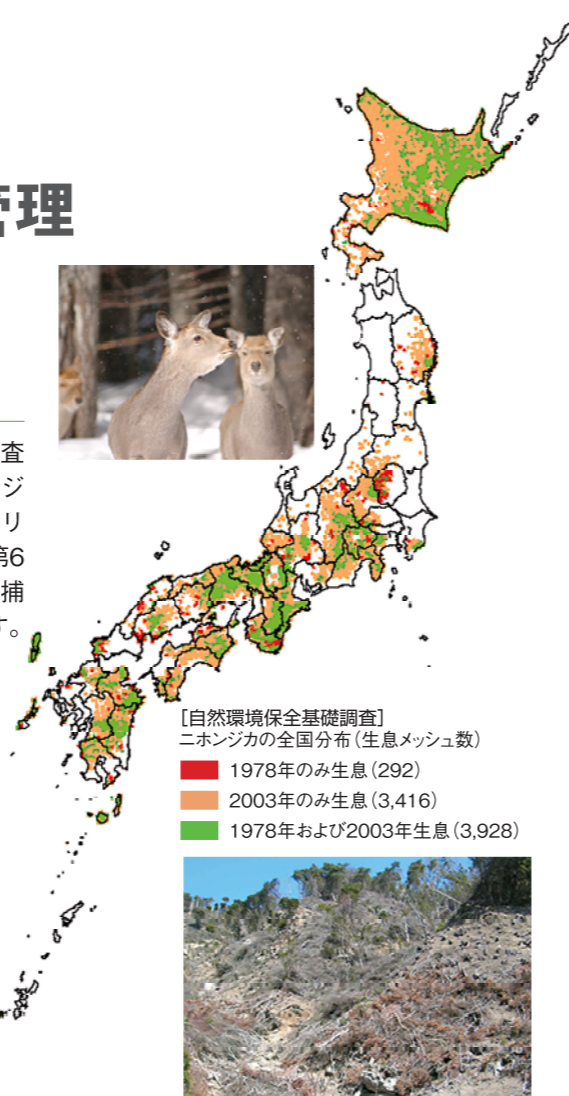 管理
査
ジ
リ
第6
捕
す。
[自然環境保全基礎調査]
ニホンジカの全国分布（生息メッシュ数）
1978年のみ生息（292）
2003年のみ生息（3,416）
1978年および2003年生息（3,928）